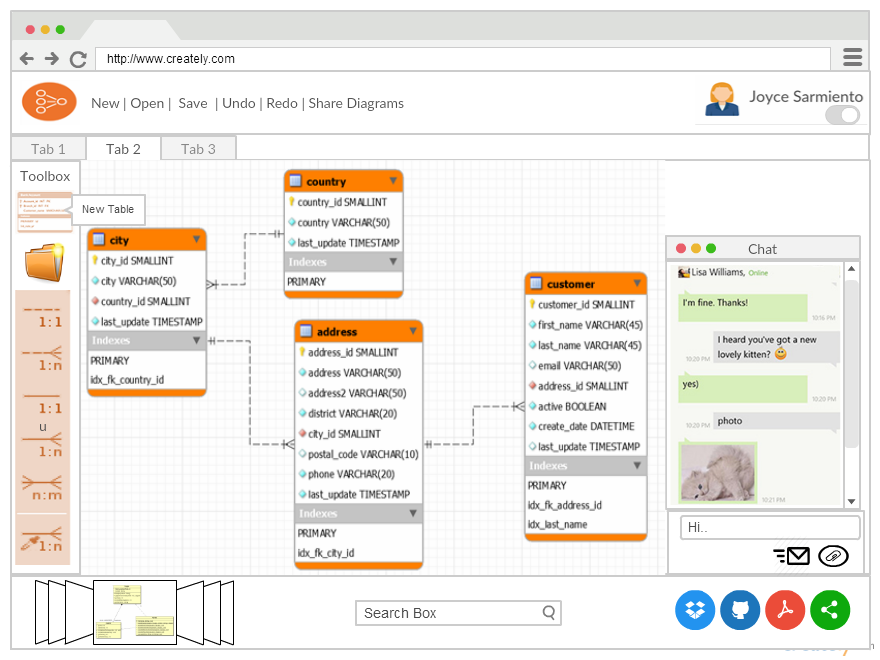 http://www.creately.com
New | Open | Save | Undo | Redo | Share Diagrams
Joyce Sarmiento
Tab 1
Tab 2
Tab 3
Toolbox
New Table
1:1
1:n
1:1
u
1:n
n:m
1:n
city
city_id SMALLINT
city VARCHAR(50)
country_id SMALLINT
last_update TIMESTAMP
Indexes
PRIMARY
idx_fk_country_id
country
country_id SMALLINT
country VARCHAR(50)
last_update TIMESTAMP
Indexes
PRIMARY
address
address_id SMALLINT
address VARCHAR(50)
address2 VARCHAR(50)
district VARCHAR(20)
city_id SMALLINT
postal_code VARCHAR(10)
phone VARCHAR(20)
last_update TIMESTAMP
Indexes
PRIMARY
idx_fk_city_id
customer
customer_id SMALLINT
first_name VARCHAR(45)
last_name VARCHAR(45)
email VARCHAR(50)
address_id SMALLINT
active BOOLEAN
create_date DATETIME
last_update TIMESTAMP
Indexes
PRIMARY
idx_fk_address_id
idx_last_name
Chat
Lisa Williams, Online
I'm fine. Thanks!
10:16 PM
I heard you've got a new
lovely kitten?
10:20 PM
yes)
10:20 PM
photo
10:20 PM
10:21 PM
Hi..
Search Box